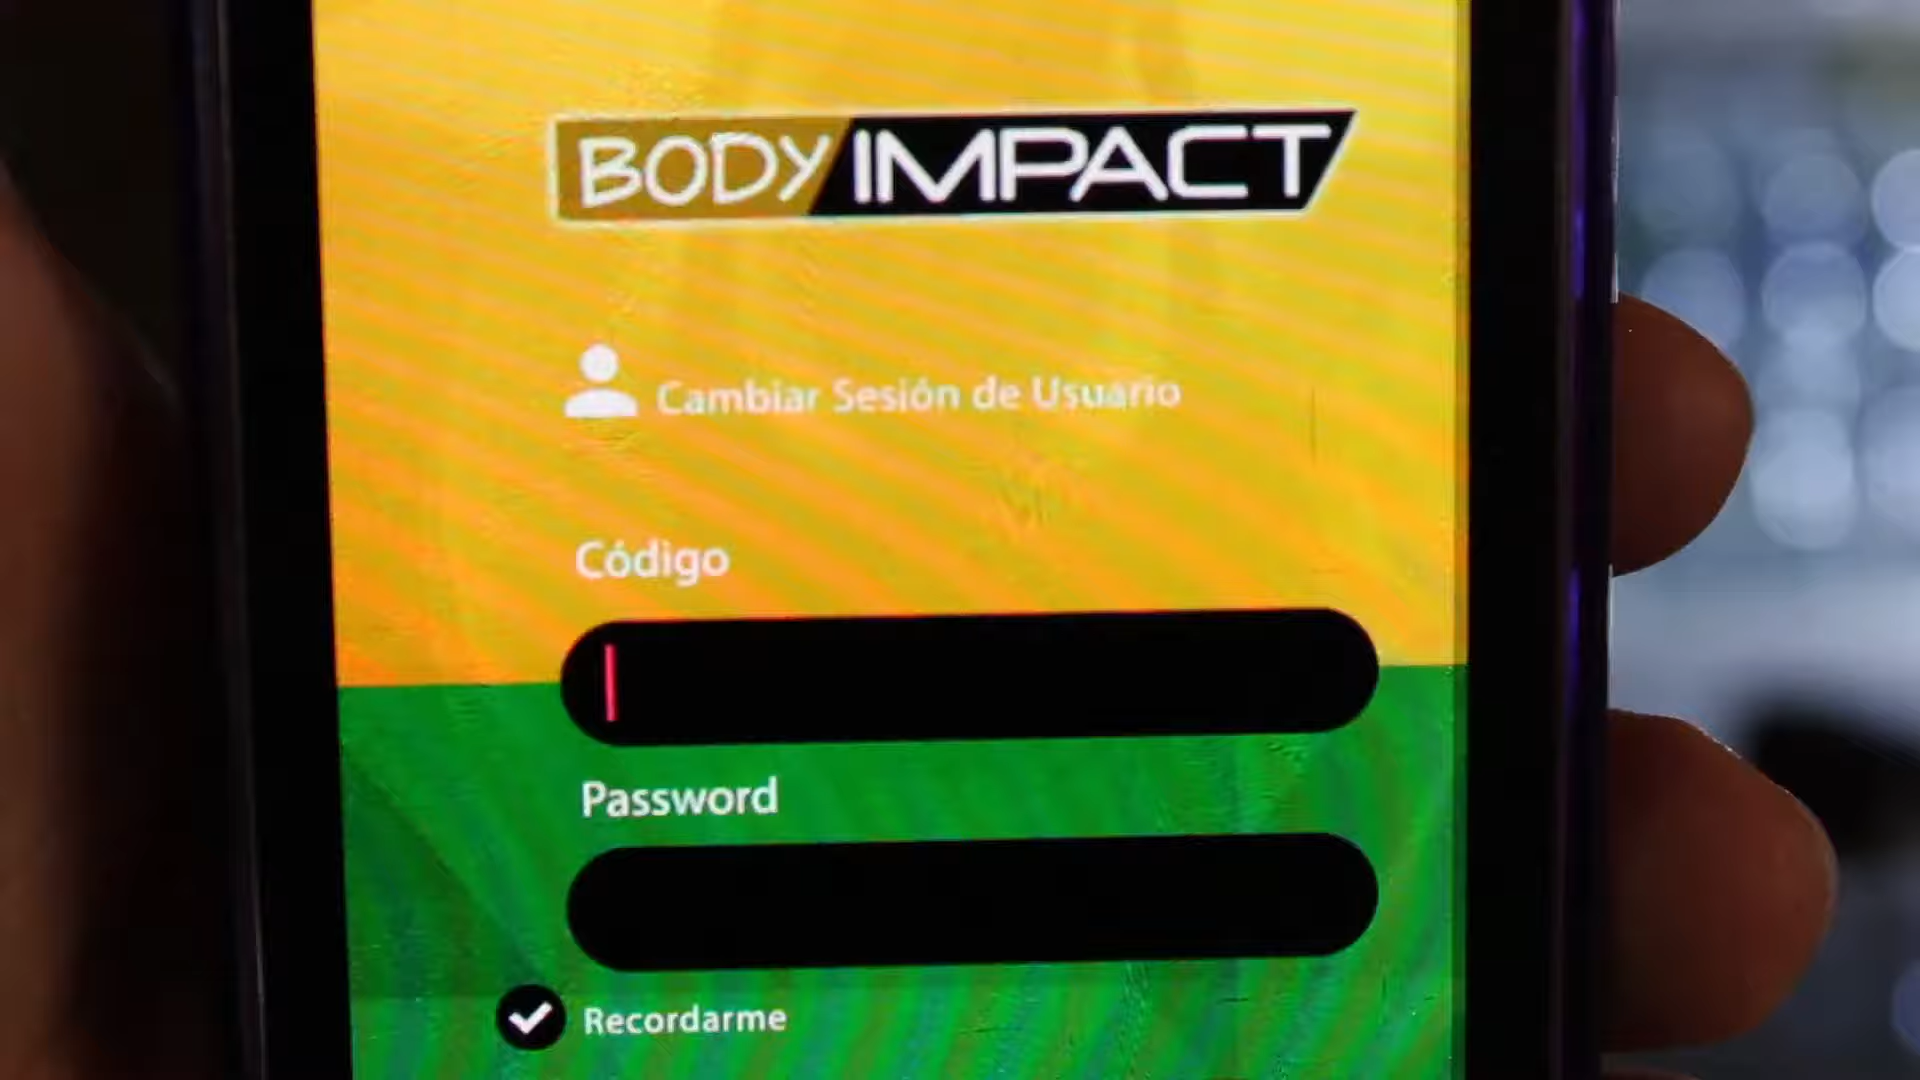 BODY IMPACT
Cambiar Sesión de Usuario
Código
Password
Recordarme